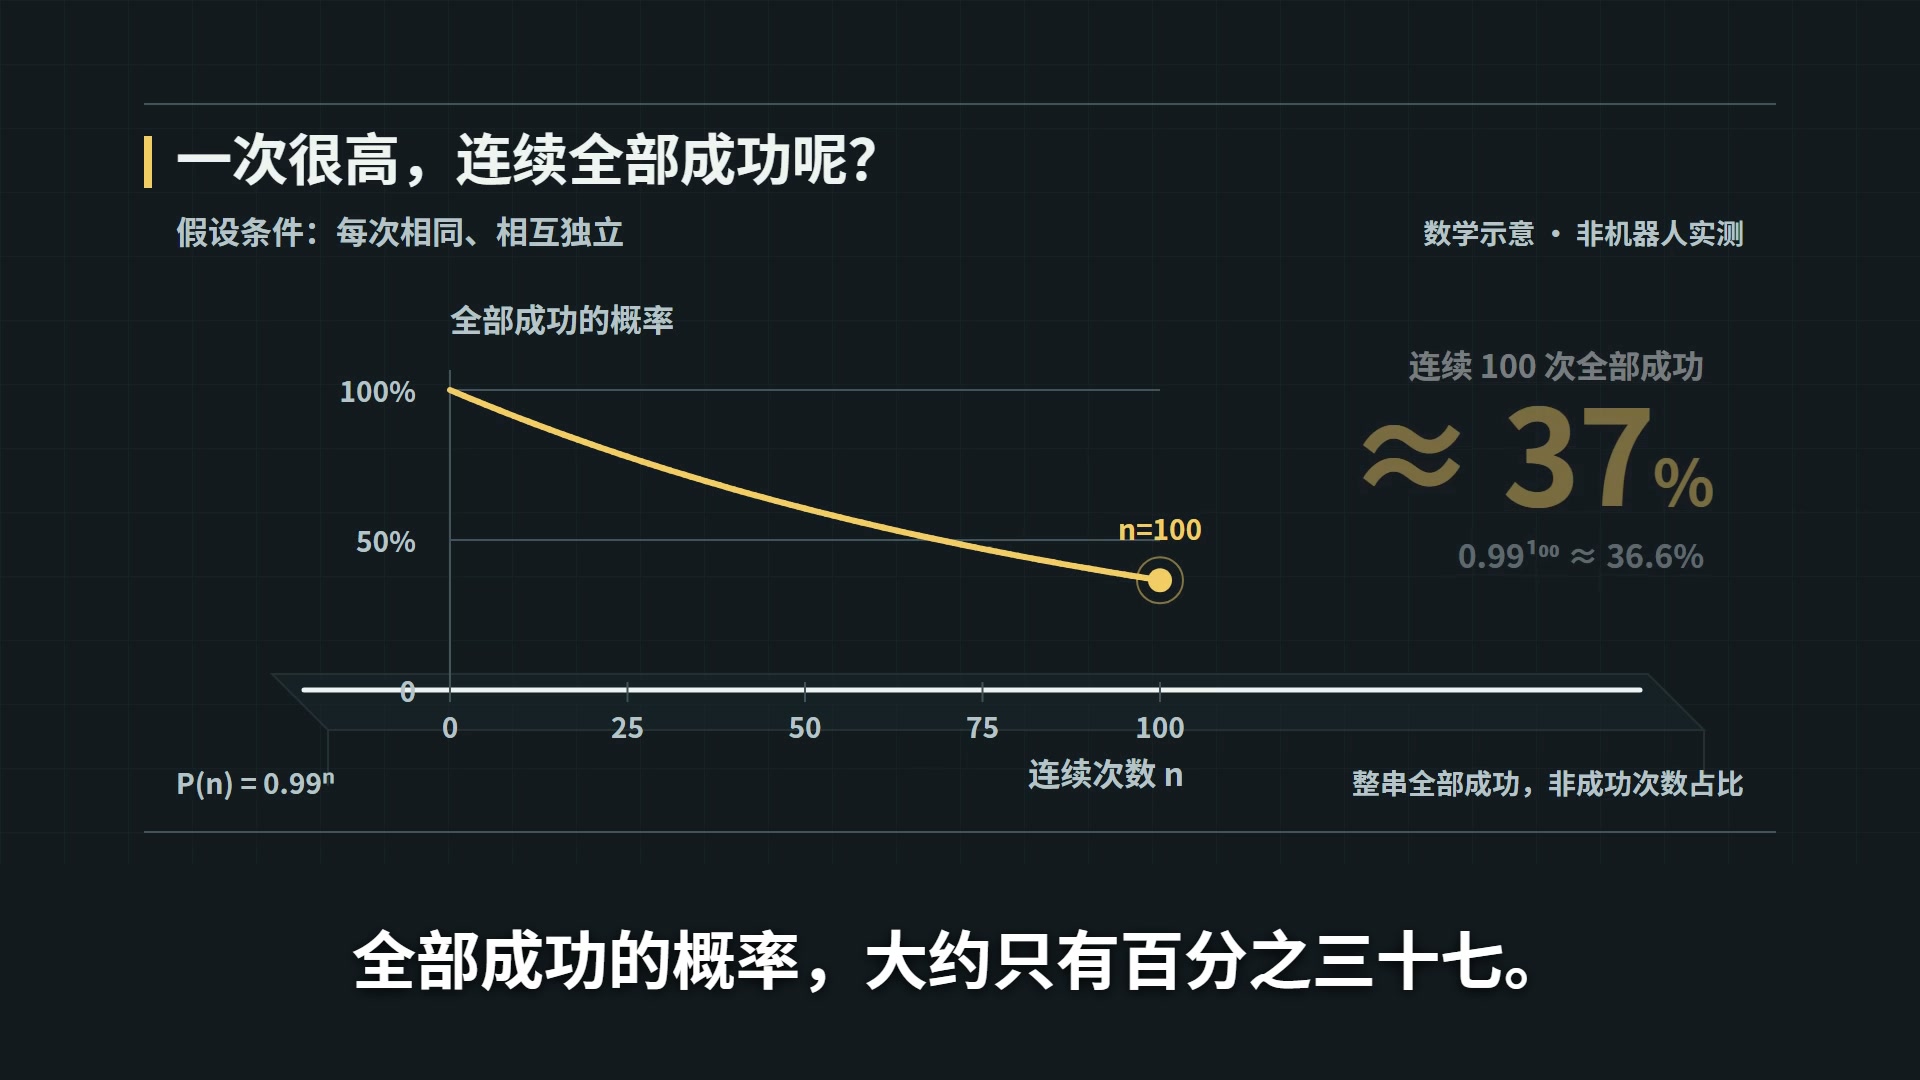 一次很高，连续全部成功呢？
假设条件：每次相同、相互独立
数学示意 · 非机器人实测
全部成功的概率
连续 100 次全部成功
100%
≈ 37%
n=100
50%
0.99¹⁰⁰ ≈ 36.6%
0
0 25 50 75 100
连续次数 n
P(n) = 0.99ⁿ
整串全部成功，非成功次数占比
全部成功的概率，大约只有百分之三十七。